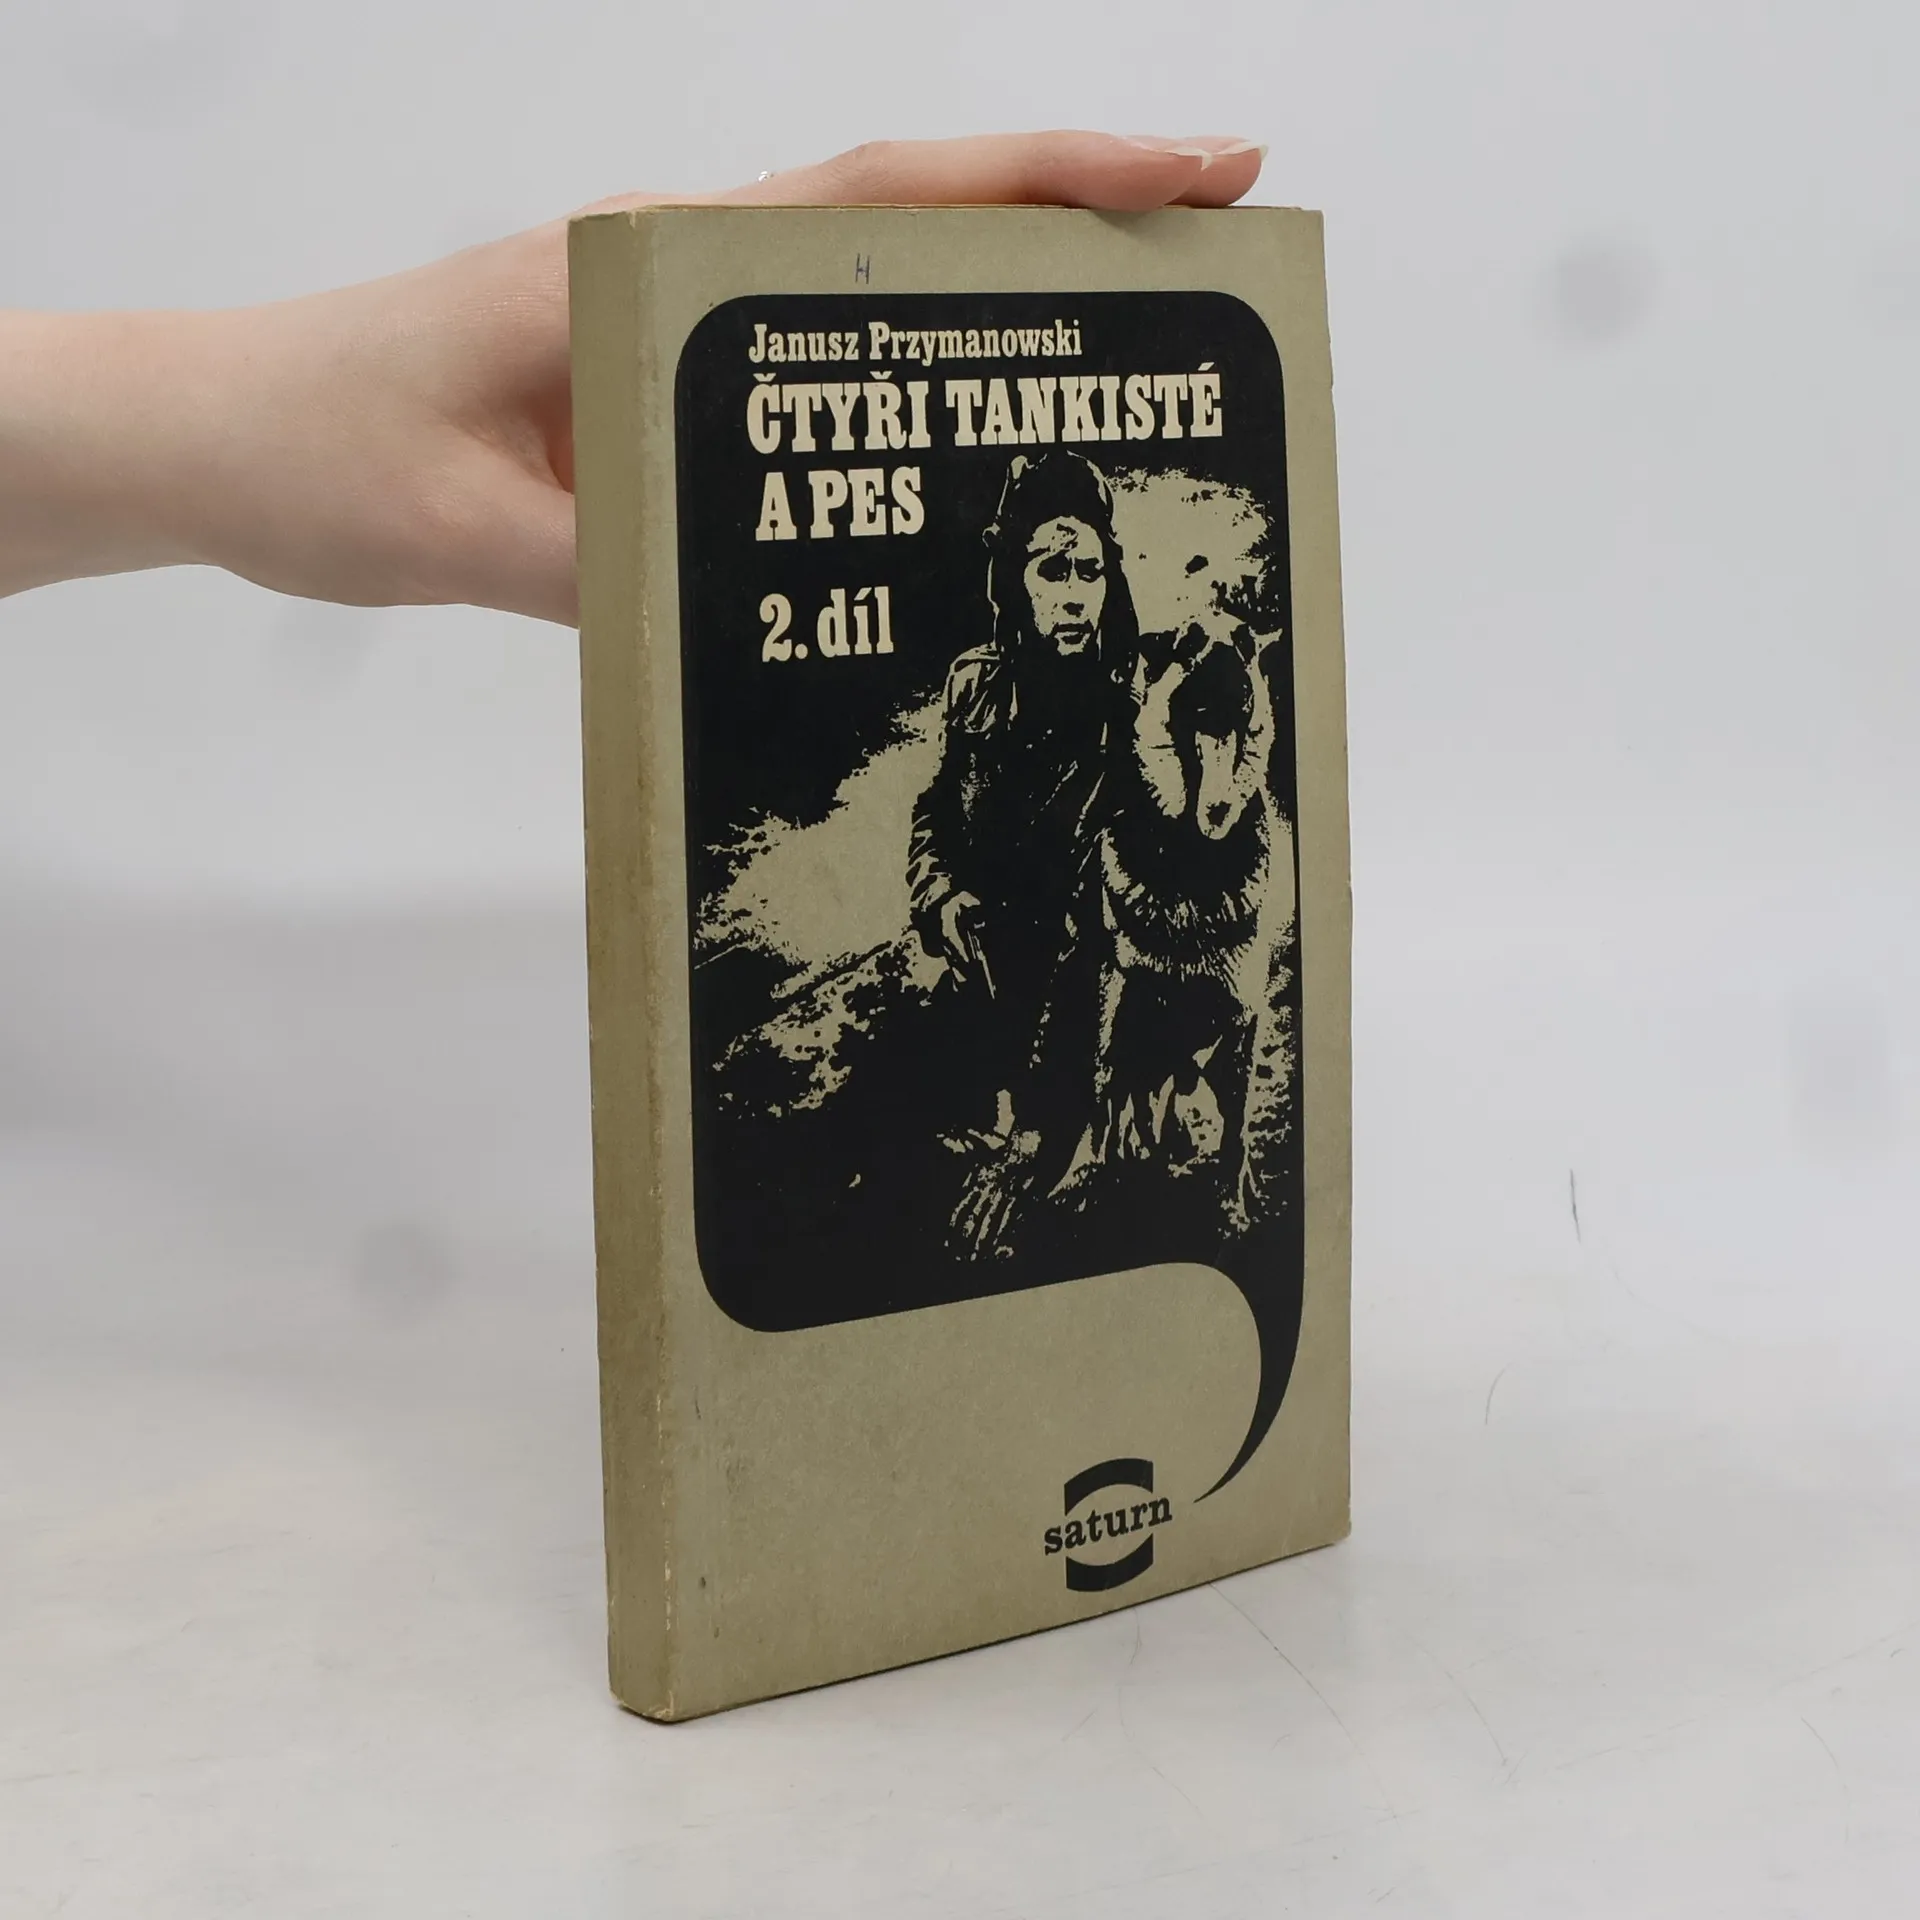 H
Janusz Przymanowski
ČTYŘI TANKISTÉ
A PES
2. díl
saturn